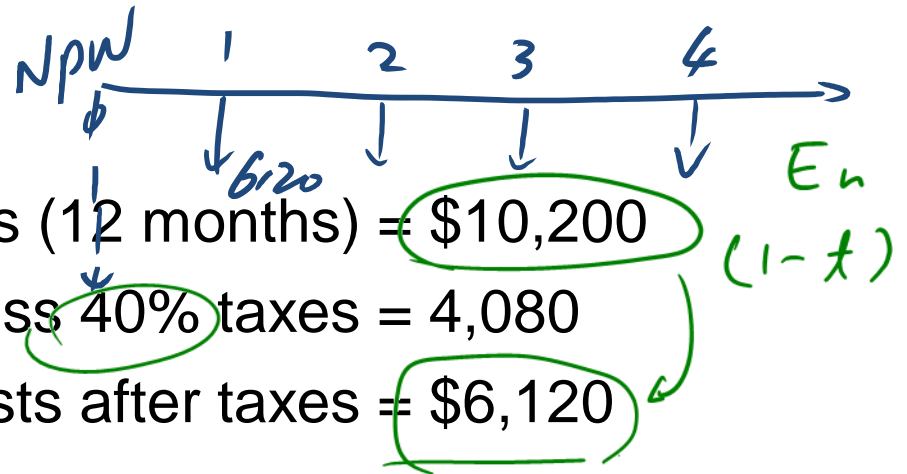 NPW 1 2 3 4
6120 En
s (12 months) = $10,200
(1-t)
ss 40% taxes = 4,080
sts after taxes = $6,120